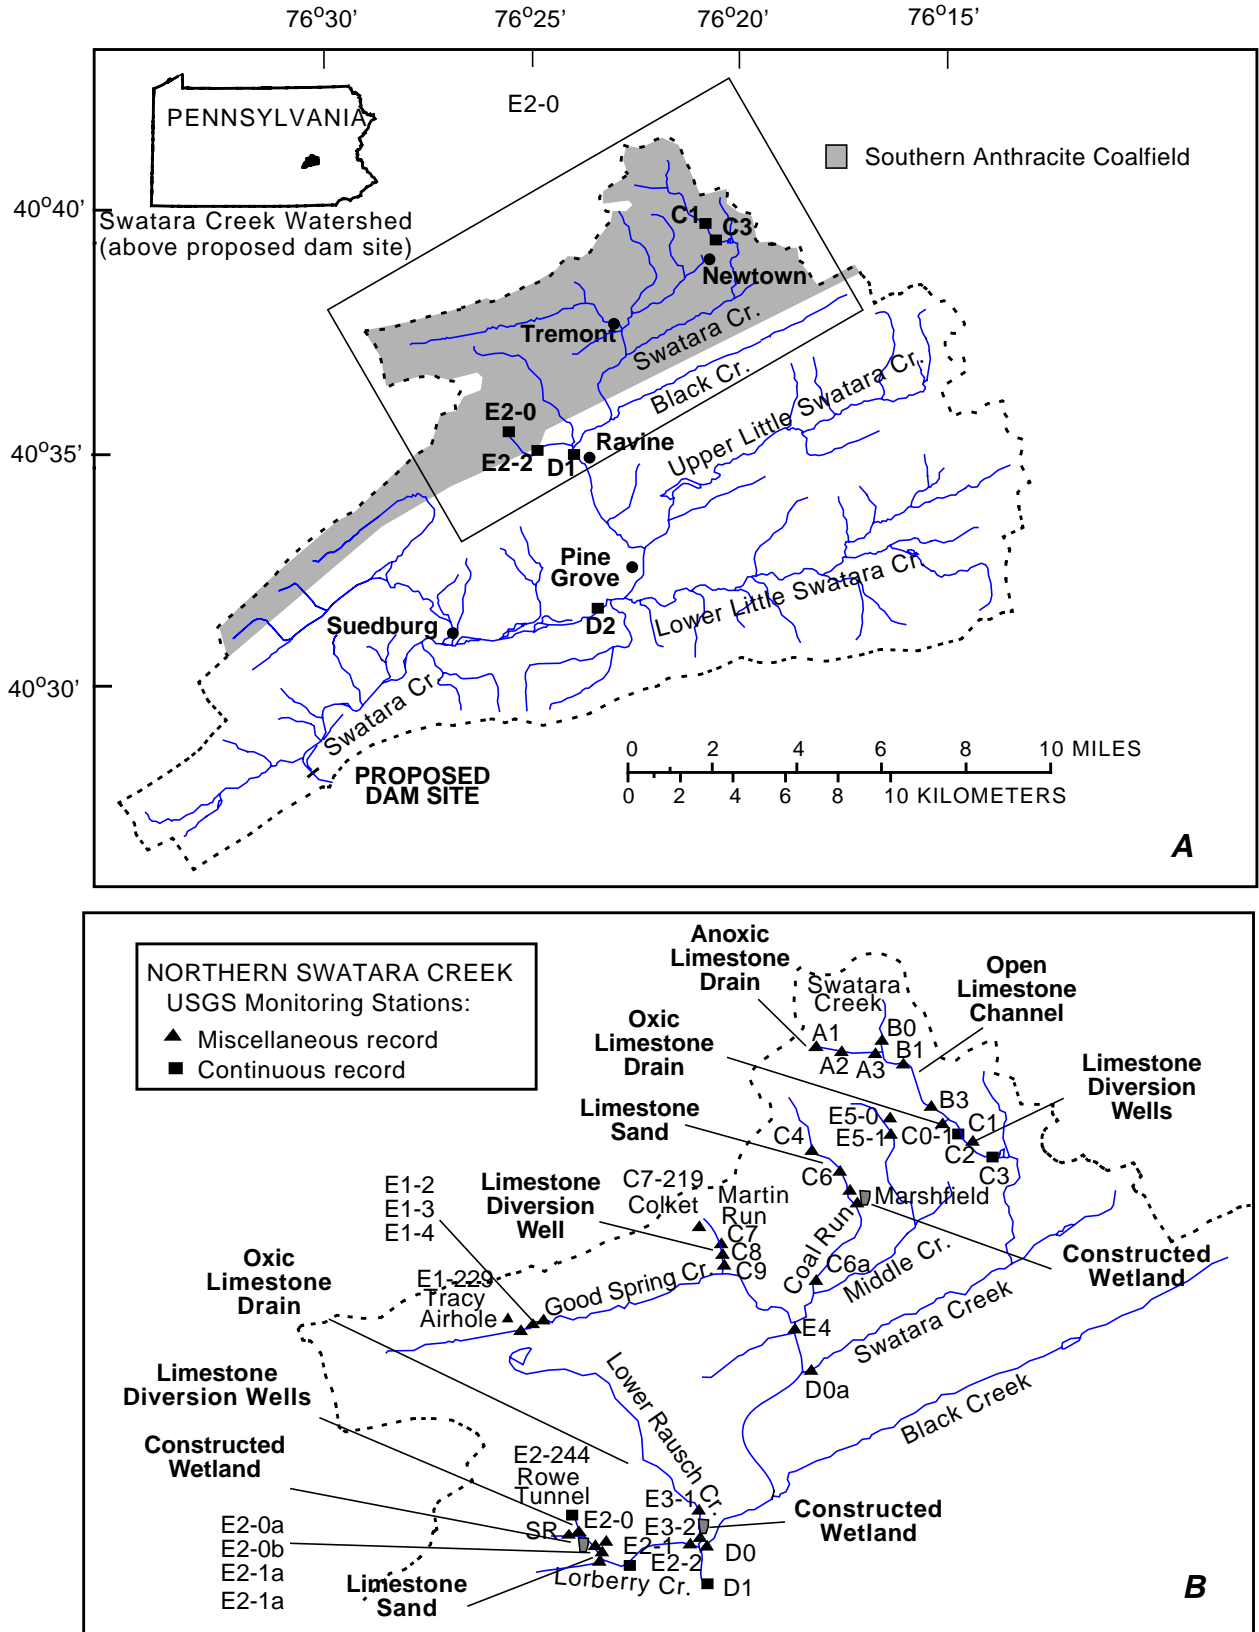 76°30’ 76°25’ 76°20’ 76°15’
E2-0
PENNSYLVANIA
Southern Anthracite Coalfield
40°40’
Swatara Creek Watershed
(above proposed dam site)
C1
C3
Newtown
Tremont
Swatara Cr.
Black Cr.
Upper Little Swatara Cr.
E2-0
Ravine
40°35’
E2-2
D1
Pine
Grove
Lower Little Swatara Cr.
Suedburg
D2
40°30’
Swatara Cr.
PROPOSED
DAM SITE
0 2 4 6 8 10 MILES
0 2 4 6 8 10 KILOMETERS
A
NORTHERN SWATARA CREEK
USGS Monitoring Stations:
Miscellaneous record
Continuous record
Anoxic
Limestone
Drain
Swatara
Creek
Open
Limestone
Channel
Oxic
Limestone
Drain
A1
A2
A3
B0
B1
Limestone
Diversion
Wells
Limestone
Sand
B3
E5-0
E5-1
C0-1
C1
C2
C3
C4
C6
Marshfield
C7-219
Colket
Martin
Run
Limestone
Diversion
Well
E1-2
E1-3
E1-4
C7
C8
C9
Coal Run
C6a
Middle Cr.
Constructed
Wetland
Oxic
Limestone
Drain
E1-229
Tracy
Airhole
Good Spring Cr.
E4
Swatara Creek
D0a
Black Creek
Limestone
Diversion Wells
Lower Rausch Cr.
Constructed
Wetland
E2-244
Rowe
Tunnel
E3-1
E3-2
Constructed
Wetland
SR
E2-0
E2-1
E2-2
D0
E2-0a
E2-0b
E2-1a
E2-1a
Limestone
Sand
Lorberry Cr.
D1
B